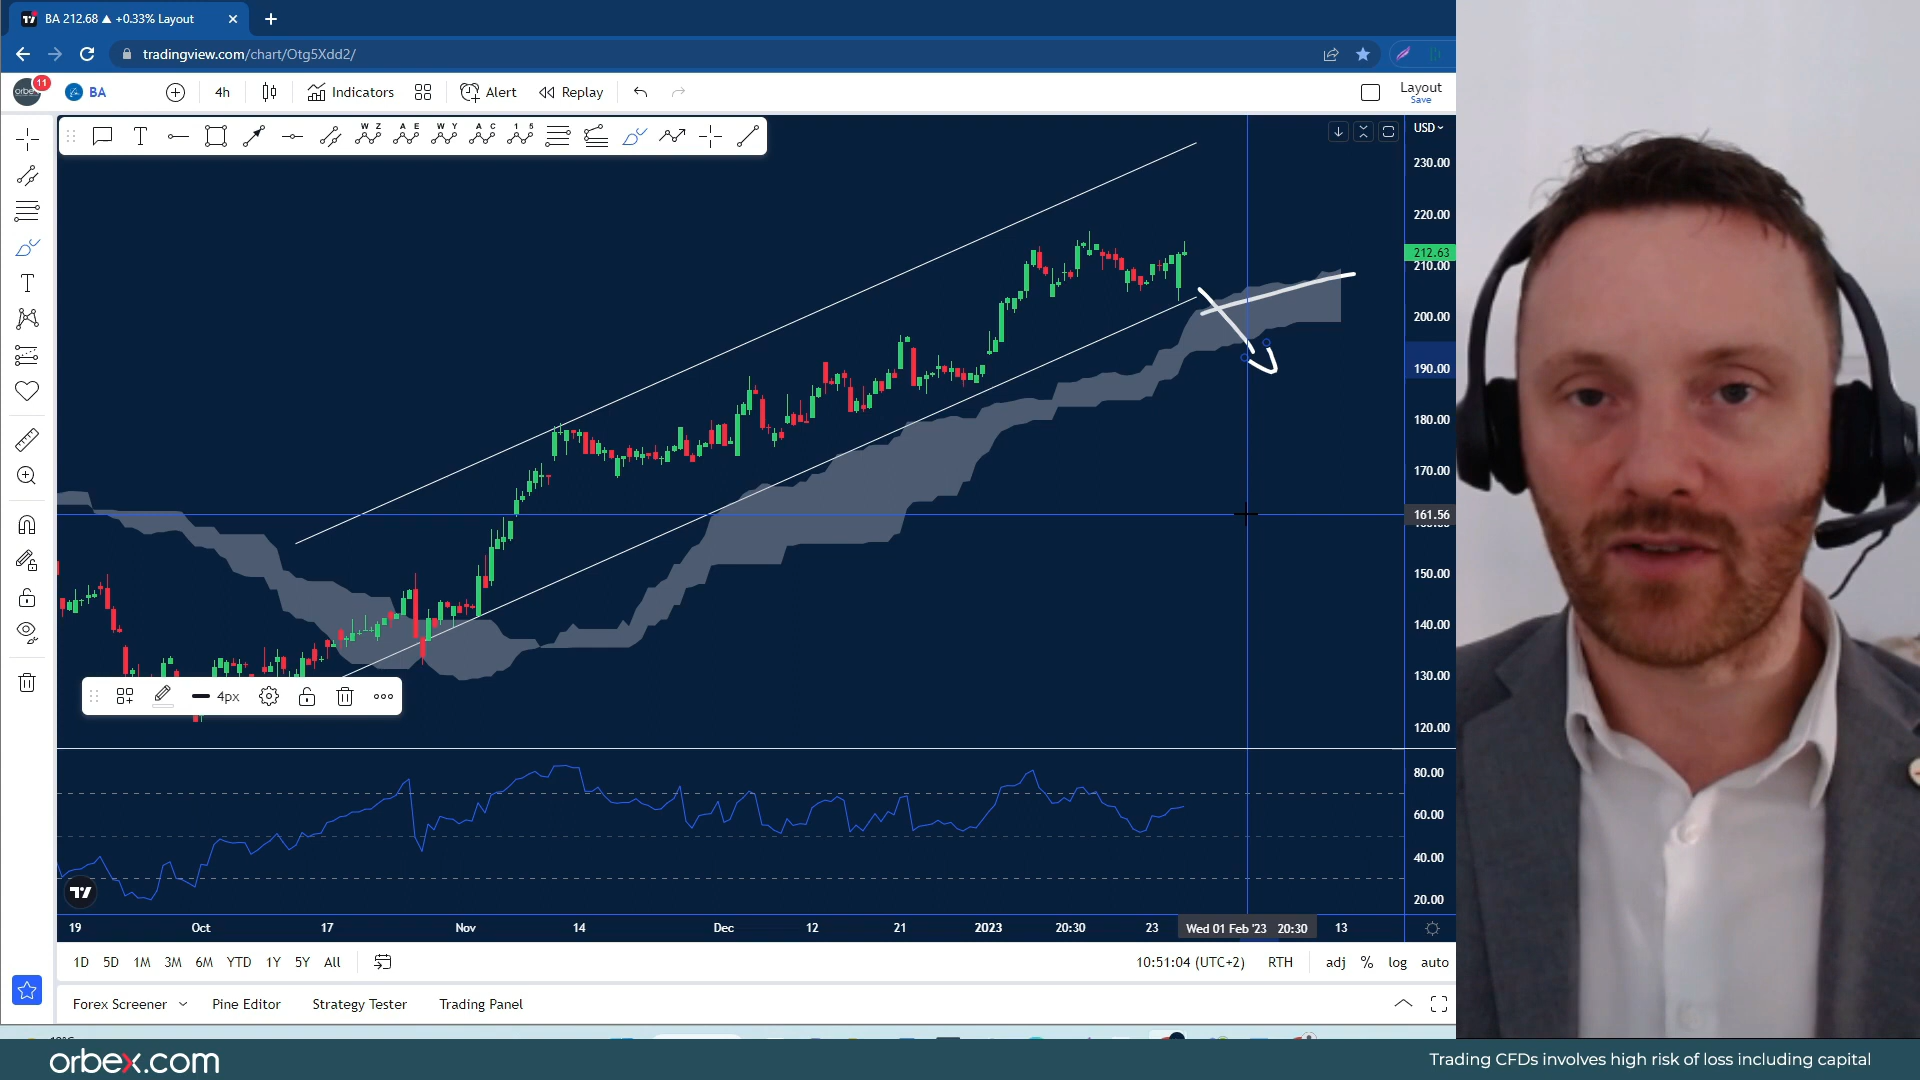 BA 212.68 ▲ +0.33% Layout
tradingview.com/chart/Otg5Xdd2/
orbex 11 BA 4h Indicators Alert Replay Layout
Save
T W Z A E W Y A C 1 5 USD
230.00
220.00
212.63
210.00
200.00
190.00
180.00
170.00
161.56
150.00
140.00
130.00
4px
120.00
80.00
60.00
40.00
20.00
19 Oct 17 Nov 14 Dec 12 21 2023 20:30 23 Wed 01 Feb '23 20:30 13
1D 5D 1M 3M 6M YTD 1Y 5Y All 10:51:04 (UTC+2) RTH adj % log auto
Forex Screener Pine Editor Strategy Tester Trading Panel
orbex.com Trading CFDs involves high risk of loss including capital